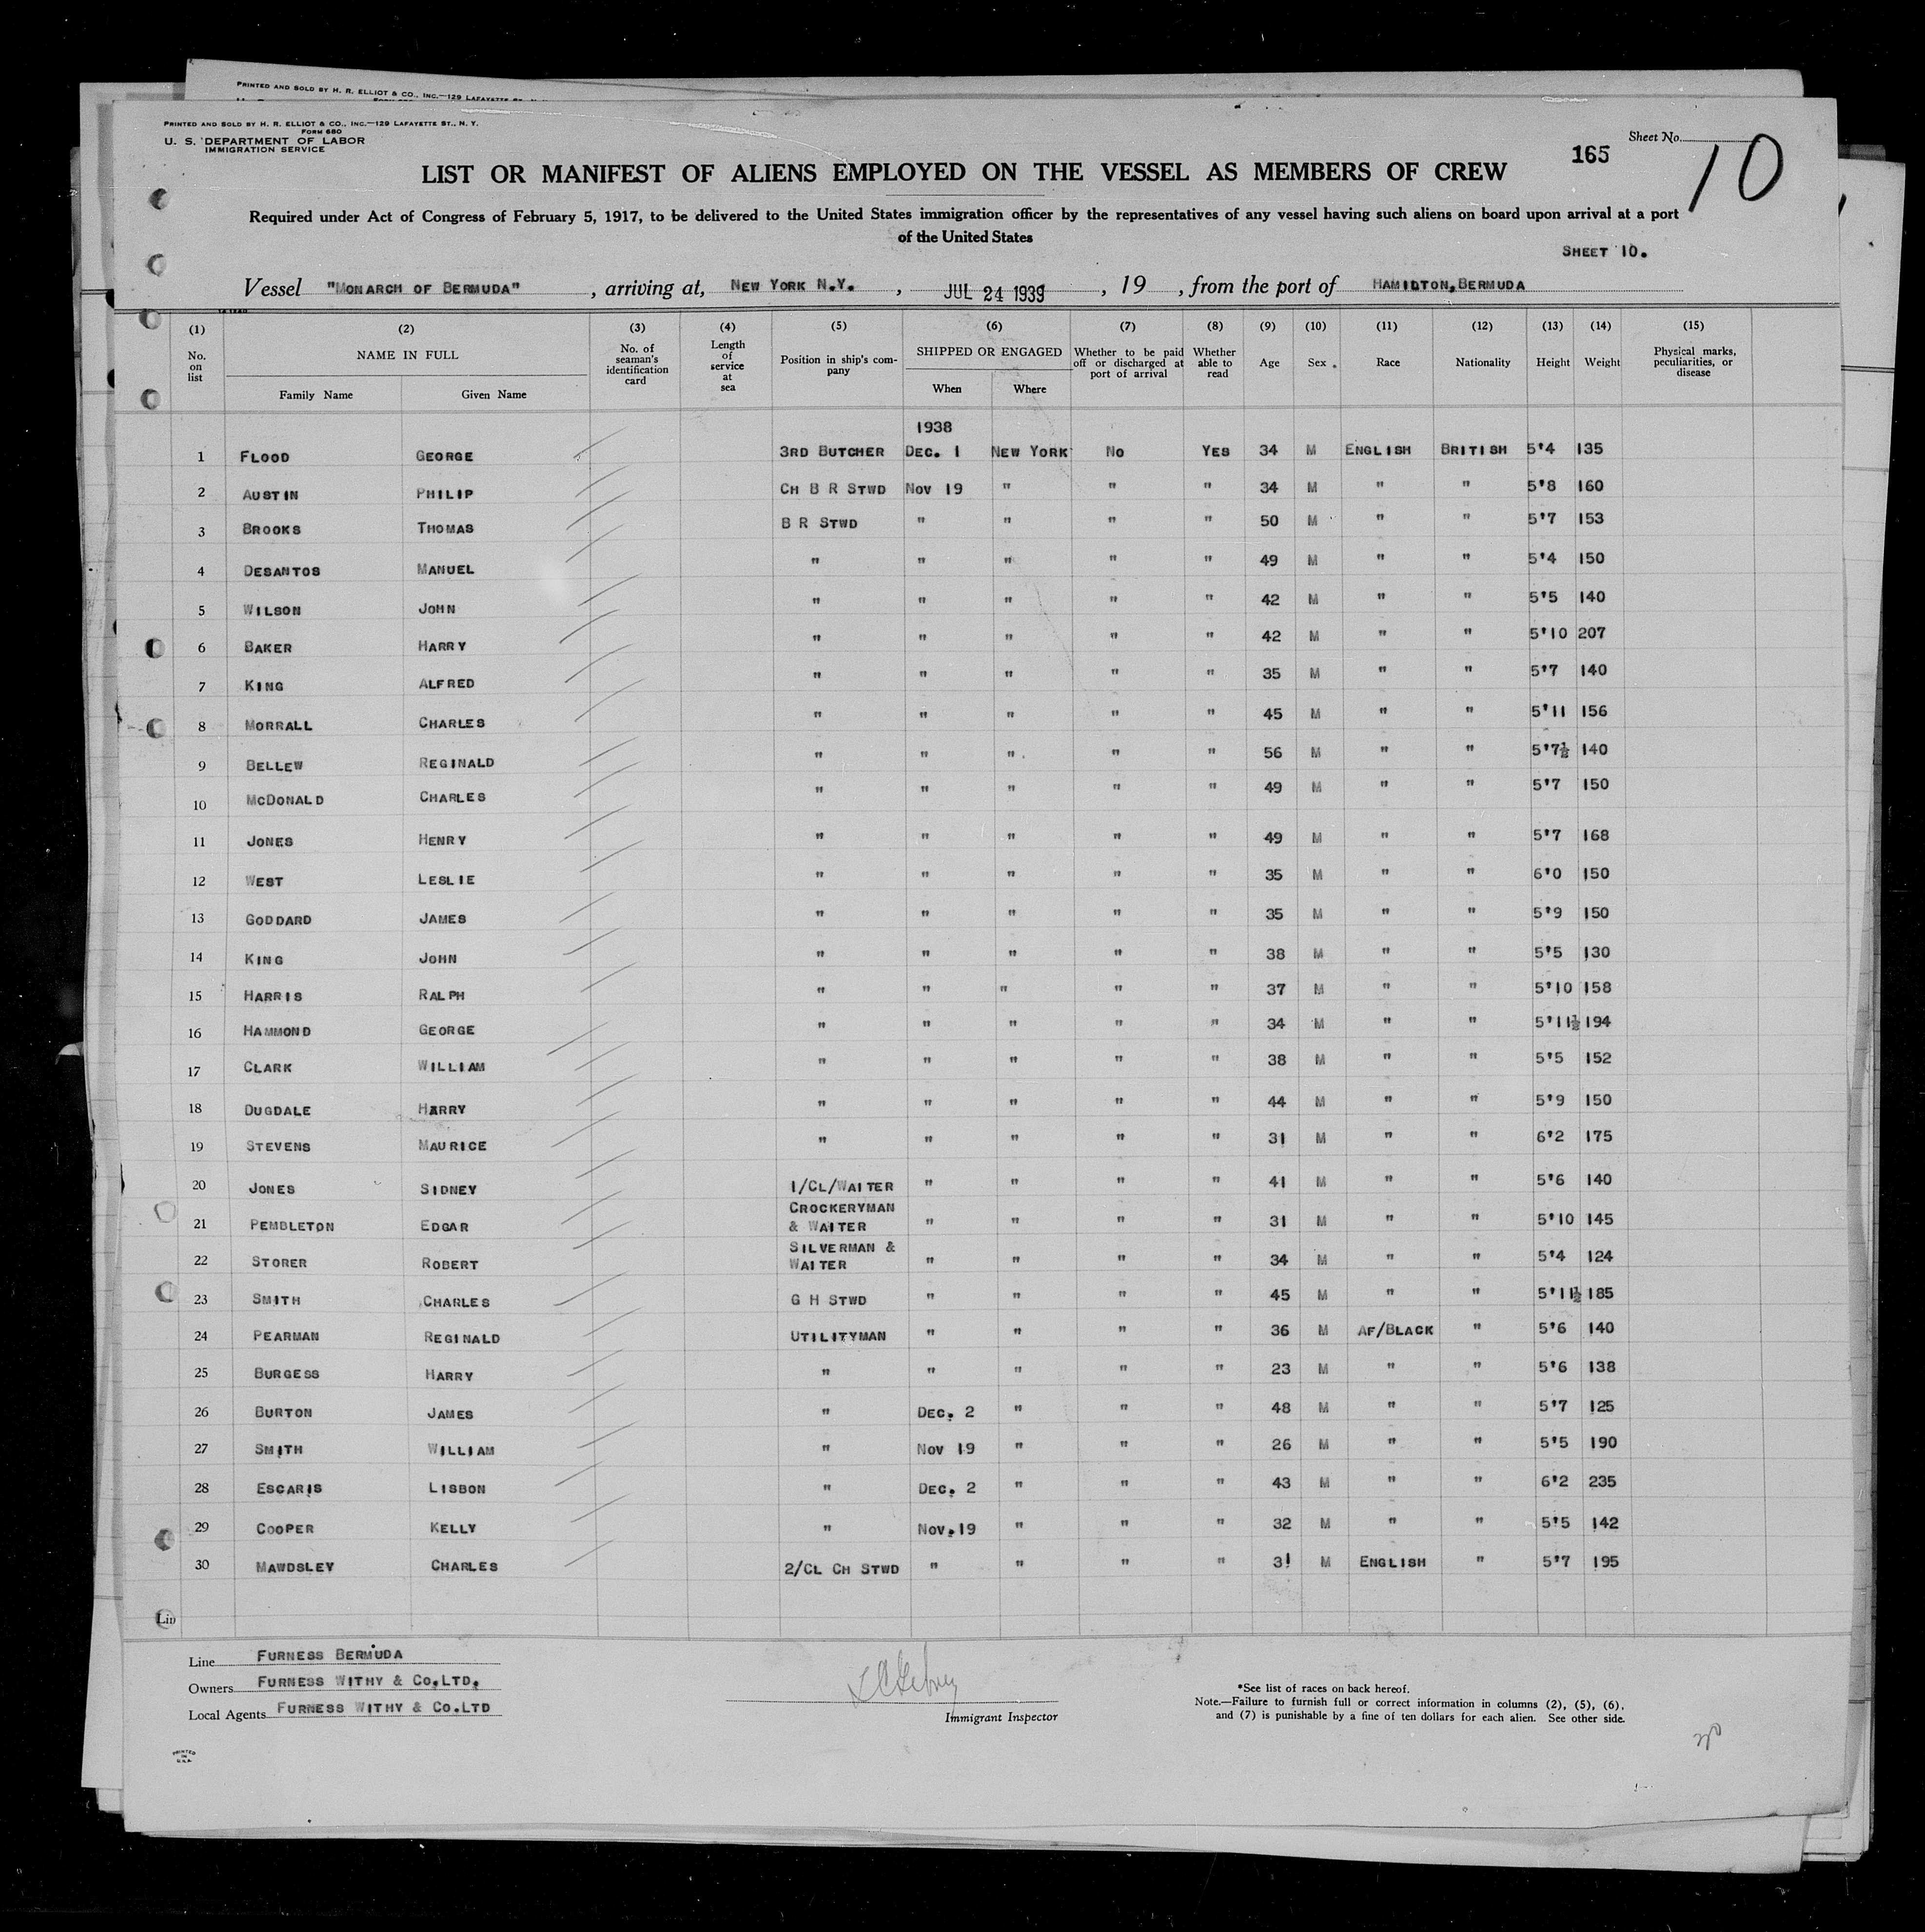 PRINTED AND SOLD BY H. R. ELLIOT & CO., INC.—129 LAFAYETTE ST., N.
PRINTED AND SOLD BY H. R. ELLIOT & CO., INC.—129 LAFAYETTE ST., N. Y.
FORM 680
U. S. DEPARTMENT OF LABOR
IMMIGRATION SERVICE
Sheet No. 10
165
LIST OR MANIFEST OF ALIENS EMPLOYED ON THE VESSEL AS MEMBERS OF CREW
Required under Act of Congress of February 5, 1917, to be delivered to the United States immigration officer by the representatives of any vessel having such aliens on board upon arrival at a port
of the United States
SHEET 10.
Vessel "MONARCH OF BERMUDA", arriving at, NEW YORK N.Y., JUL 24 1939, 19 , from the port of HAMILTON, BERMUDA
(1) (2) (3) (4) (5) (6) (7) (8) (9) (10) (11) (12) (13) (14) (15)
No. on list NAME IN FULL Family Name Given Name No. of seaman's identification card Length of service at sea Position in ship's company SHIPPED OR ENGAGED When Where Whether to be paid off or discharged at port of arrival Whether able to read Age Sex Race Nationality Height Weight Physical marks, peculiarities, or disease
1938
1 FLOOD GEORGE 3RD BUTCHER DEC. 1 NEW YORK NO YES 34 M ENGLISH BRITISH 5'4 135
2 AUSTIN PHILIP CH B R STWD NOV 19 " " " 34 M " " 5'8 160
3 BROOKS THOMAS B R STWD " " " " 50 M " " 5'7 153
4 DESANTOS MANUEL " " " " " 49 M " " 5'4 150
5 WILSON JOHN " " " " " 42 M " " 5'5 140
6 BAKER HARRY " " " " " 42 M " " 5'10 207
7 KING ALFRED " " " " " 35 M " " 5'7 140
8 MORRALL CHARLES " " " " " 45 M " " 5'11 156
9 BELLEW REGINALD " " " " " 56 M " " 5'7½ 140
10 MCDONALD CHARLES " " " " " 49 M " " 5'7 150
11 JONES HENRY " " " " " 49 M " " 5'7 168
12 WEST LESLIE " " " " " 35 M " " 6'0 150
13 GODDARD JAMES " " " " " 35 M " " 5'9 150
14 KING JOHN " " " " " 38 M " " 5'5 130
15 HARRIS RALPH " " " " " 37 M " " 5'10 158
16 HAMMOND GEORGE " " " " " 34 M " " 5'11½ 194
17 CLARK WILLIAM " " " " " 38 M " " 5'5 152
18 DUGDALE HARRY " " " " " 44 M " " 5'9 150
19 STEVENS MAURICE " " " " " 31 M " " 6'2 175
20 JONES SIDNEY 1/CL/WAITER " " " " 41 M " " 5'6 140
21 PEMBLETON EDGAR CROCKERYMAN & WAITER " " " " 31 M " " 5'10 145
22 STORER ROBERT SILVERMAN & WAITER " " " " 34 M " " 5'4 124
23 SMITH CHARLES G H STWD " " " " 45 M " " 5'11½ 185
24 PEARMAN REGINALD UTILITYMAN " " " " 36 M AF/BLACK " 5'6 140
25 BURGESS HARRY " " " " " 23 M " " 5'6 138
26 BURTON JAMES " DEC. 2 " " " 48 M " " 5'7 125
27 SMITH WILLIAM " NOV 19 " " " 26 M " " 5'5 190
28 ESCARIS LISBON " DEC. 2 " " " 43 M " " 6'2 235
29 COOPER KELLY " NOV.19 " " " 32 M " " 5'5 142
30 MAWDSLEY CHARLES 2/CL CH STWD " " " " 31 M ENGLISH " 5'7 195
Lin
Line FURNESS BERMUDA
Owners FURNESS WITHY & CO.LTD.
Local Agents FURNESS WITHY & CO.LTD
Immigrant Inspector
*See list of races on back hereof.
Note.—Failure to furnish full or correct information in columns (2), (5), (6), and (7) is punishable by a fine of ten dollars for each alien. See other side.
PRINTED
IN
U.S.A.